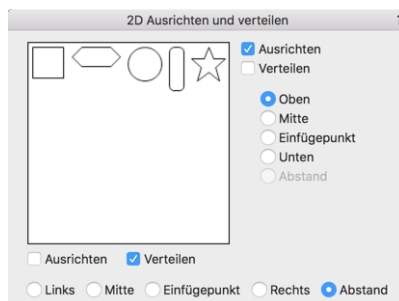 2D Ausrichten und verteilen ?
Ausrichten
Verteilen
Oben
Mitte
Einfügepunkt
Unten
Abstand
Ausrichten Verteilen
Links Mitte Einfügepunkt Rechts Abstand